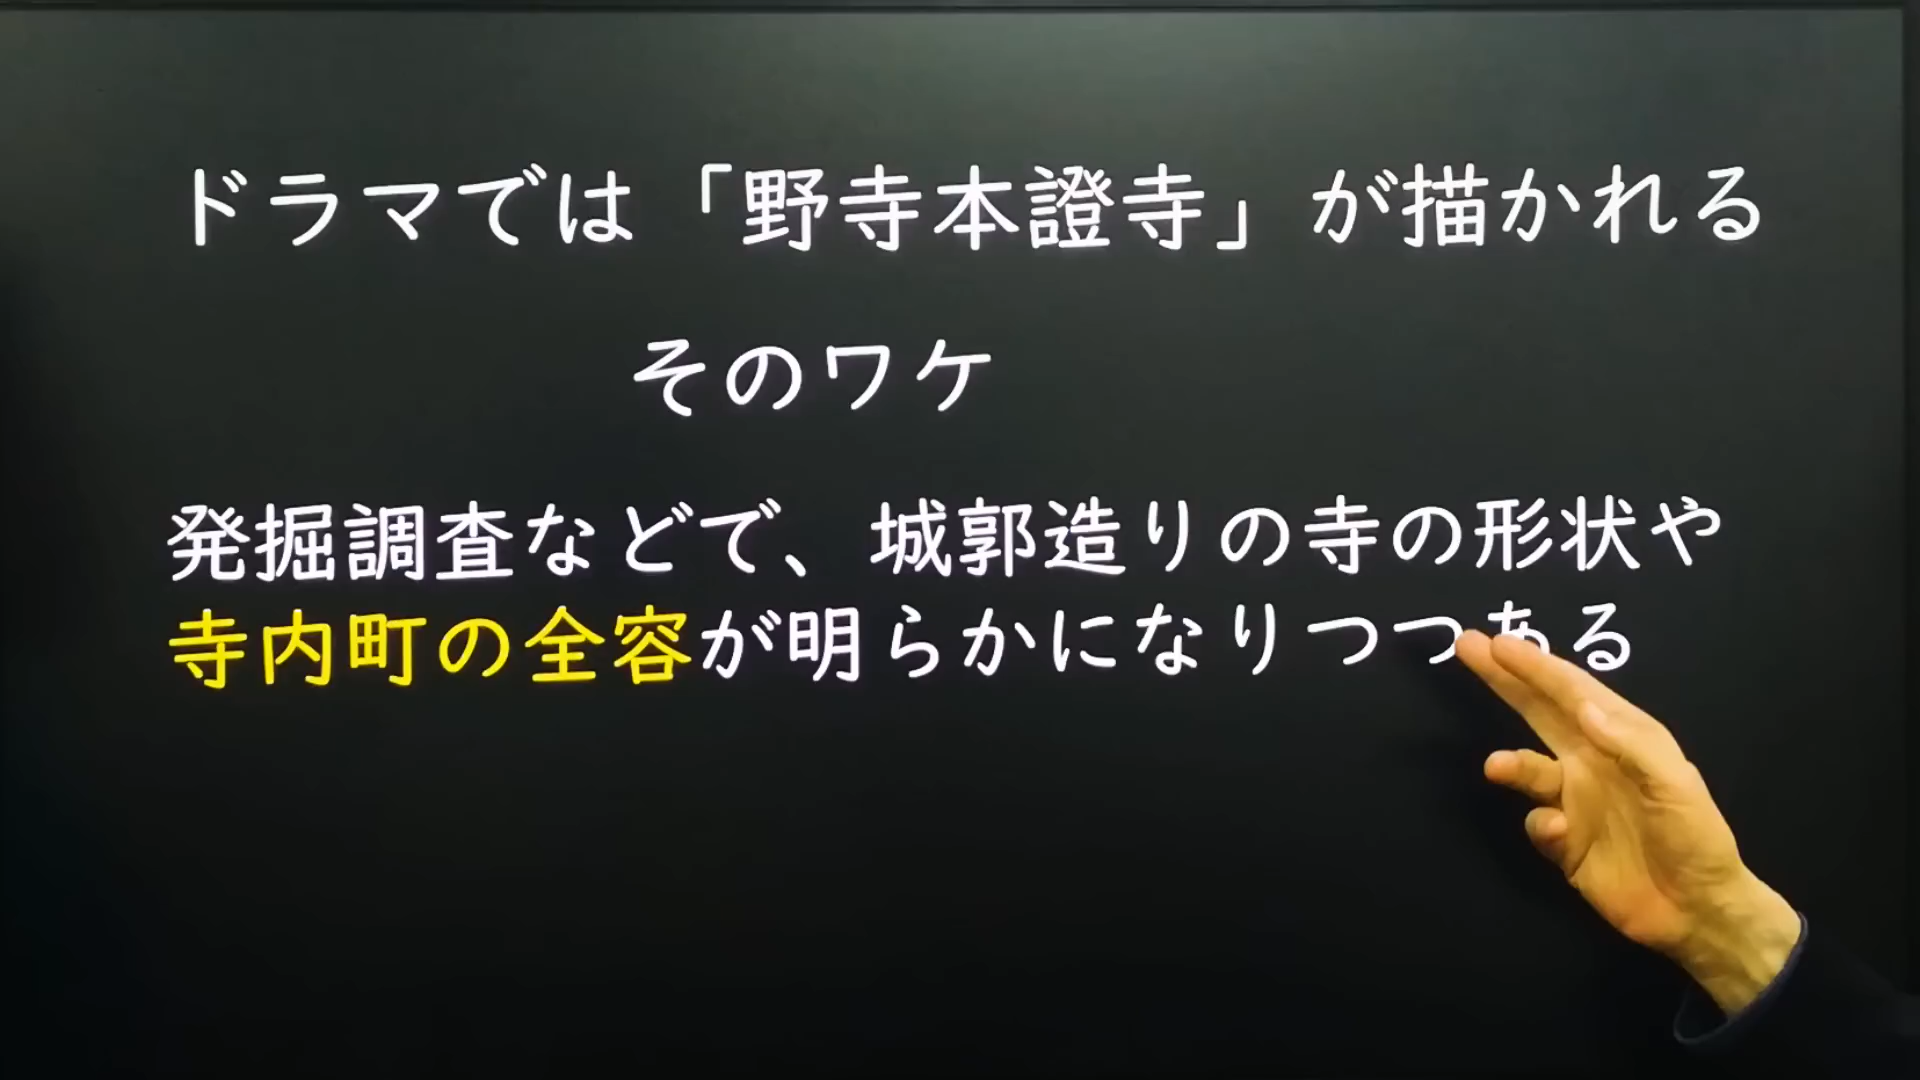 ドラマでは「野寺本證寺」が描かれる
そのワケ
発掘調査などで、城郭造りの寺の形状や
寺内町の全容が明らかになりつつある